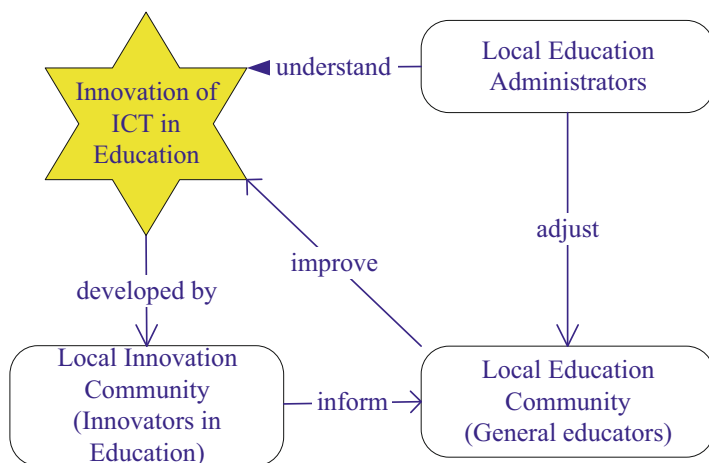 Innovation of
ICT in
Education
understand
Local Education
Administrators
adjust
improve
developed by
Local Innovation
Community
(Innovators in
Education)
inform
Local Education
Community
(General educators)